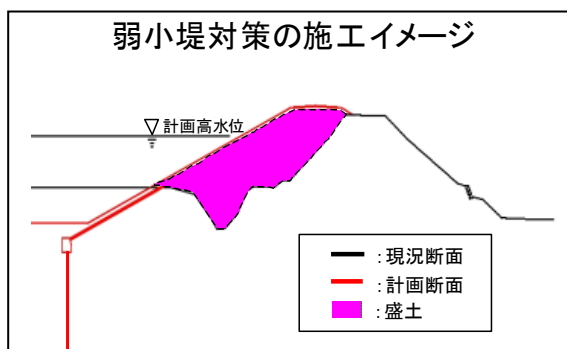 弱小堤対策の施工イメージ
計画高水位
:現況断面
:計画断面
:盛土